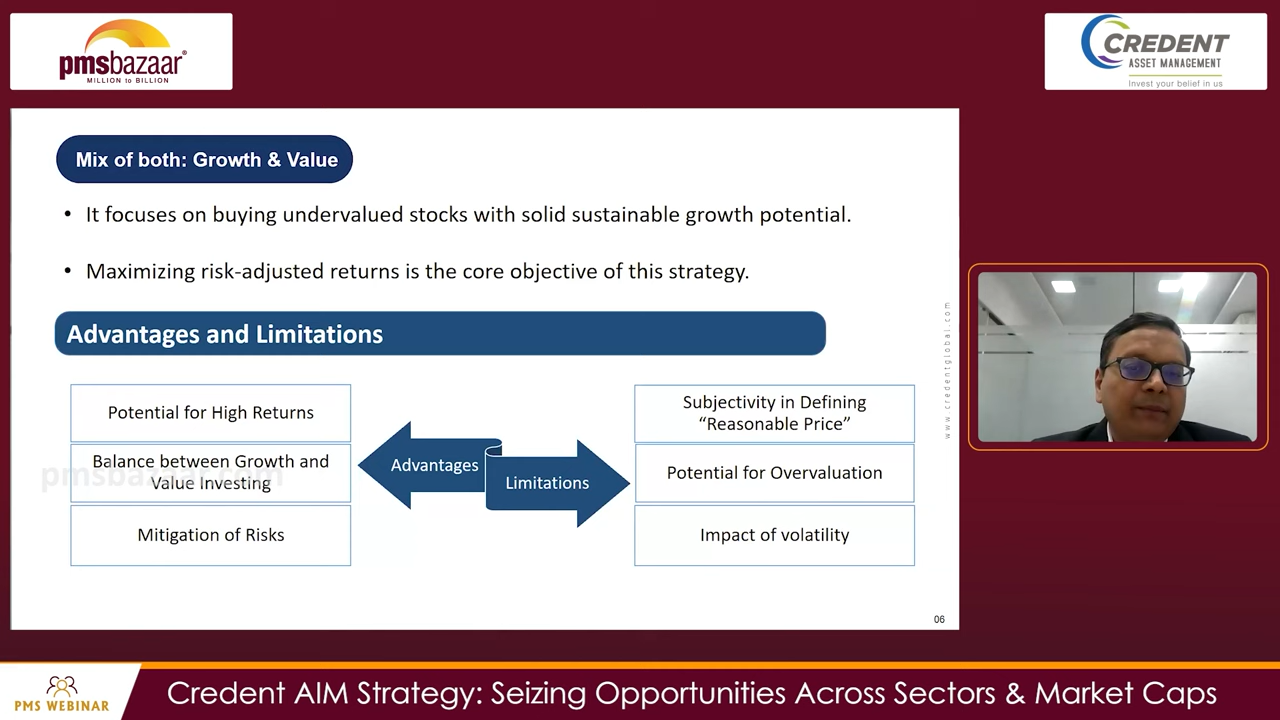 pmsbazaar®
MILLION to BILLION
CREDENT
ASSET MANAGEMENT
Invest your belief in us
Mix of both: Growth & Value
• It focuses on buying undervalued stocks with solid sustainable growth potential.
• Maximizing risk-adjusted returns is the core objective of this strategy.
Advantages and Limitations
Potential for High Returns
Balance between Growth and
Value Investing
Mitigation of Risks
pmsbazaar.com
Advantages
Limitations
Subjectivity in Defining
“Reasonable Price”
Potential for Overvaluation
Impact of volatility
www.credentglobal.com
06
PMS WEBINAR
Credent AIM Strategy: Seizing Opportunities Across Sectors & Market Caps